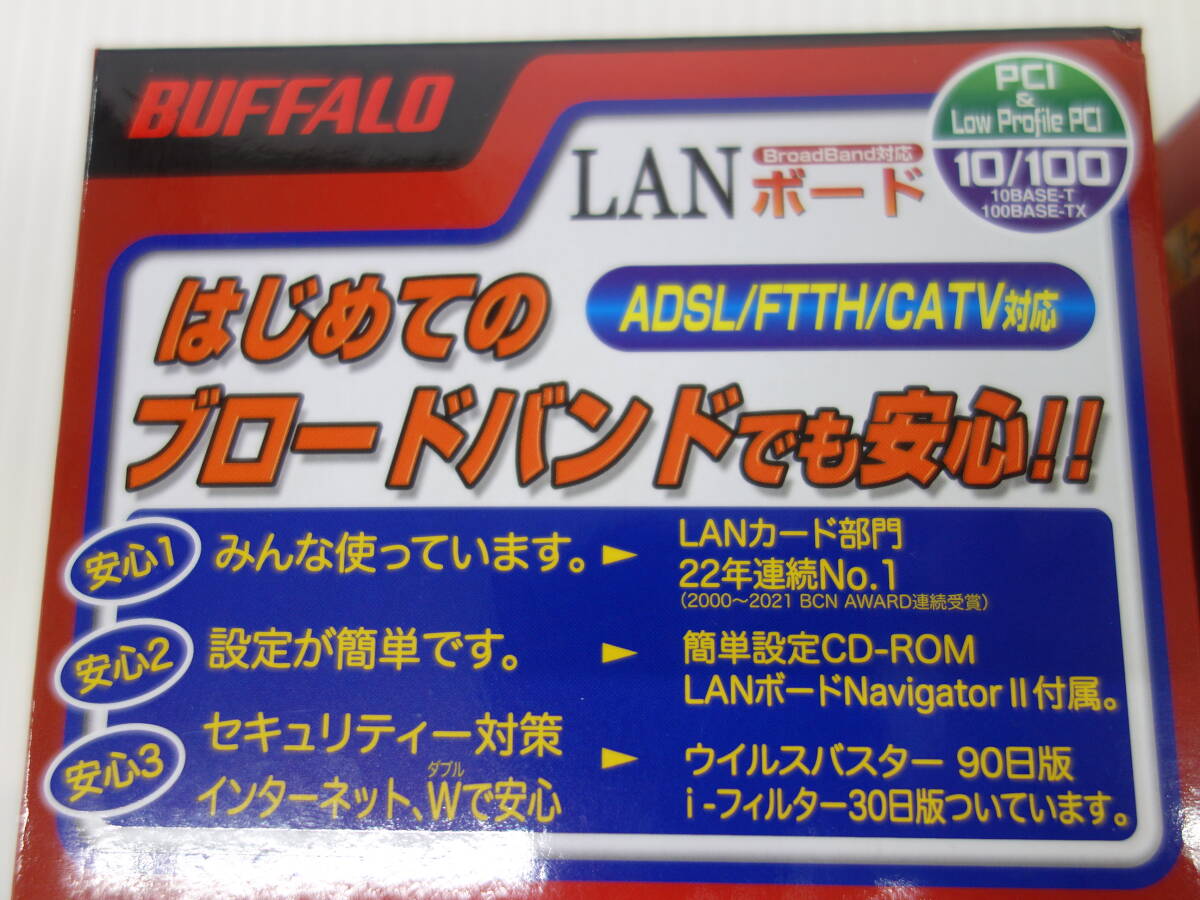 BUFFALO
PCI
&
Low Profile PCI
10/100
10BASE-T
100BASE-TX
BroadBand対応
LANボード
はじめての
ADSL/FTTH/CATV対応
ブロードバンドでも安心!!
安心1 みんな使っています。►
LANカード部門
22年連続No.1
(2000〜2021 BCN AWARD連続受賞)
安心2 設定が簡単です。►
簡単設定CD-ROM
LANボードNavigatorⅡ付属。
安心3 セキュリティー対策
ダブル
インターネット、Wで安心
►
ウイルスバスター 90日版
i-フィルター30日版ついています。